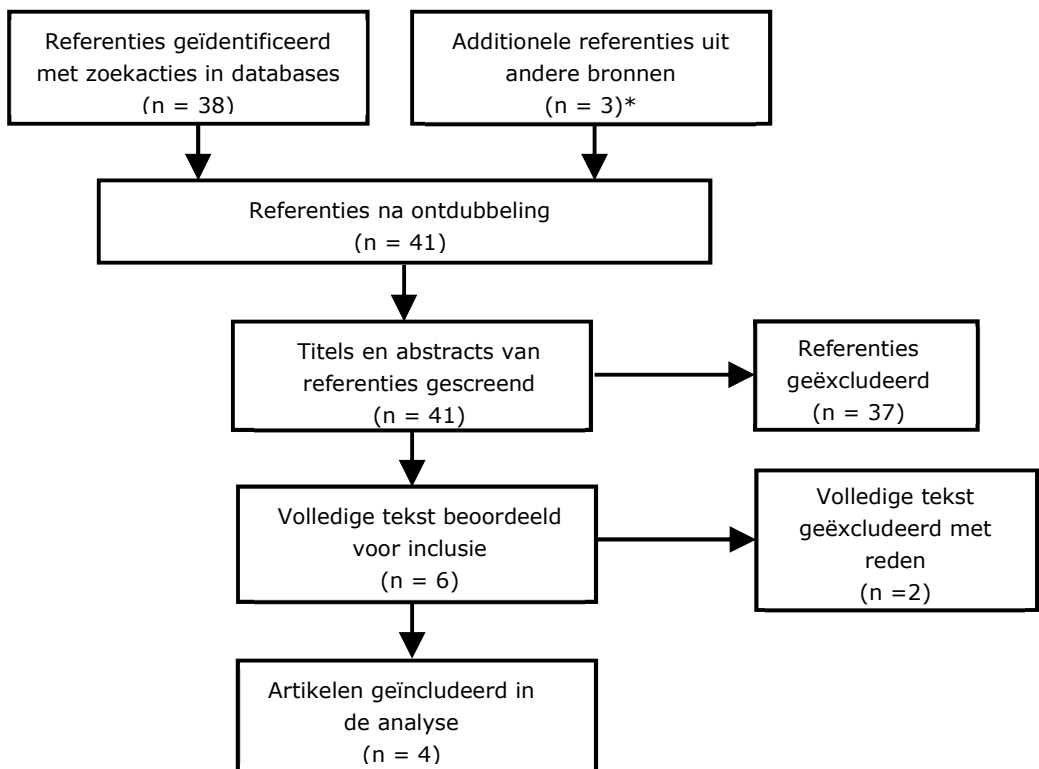 Referenties geïdentificeerd
met zoekacties in databases
(n = 38)
Additionele referenties uit
andere bronnen
(n = 3)*
Referenties na ontdubbeling
(n = 41)
Titels en abstracts van
referenties gescreend
(n = 41)
Referenties
geëxcludeerd
(n = 37)
Volledige tekst beoordeeld
voor inclusie
(n = 6)
Volledige tekst
geëxcludeerd met
reden
(n =2)
Artikelen geïncludeerd in
de analyse
(n = 4)